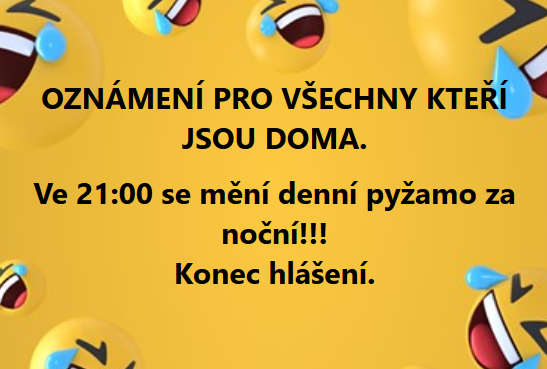 OZNÁMENÍ PRO VŠECHNY KTEŘÍ
JSOU DOMA.
Ve 21:00 se mění denní pyžamo za
noční!!!
Konec hlášení.